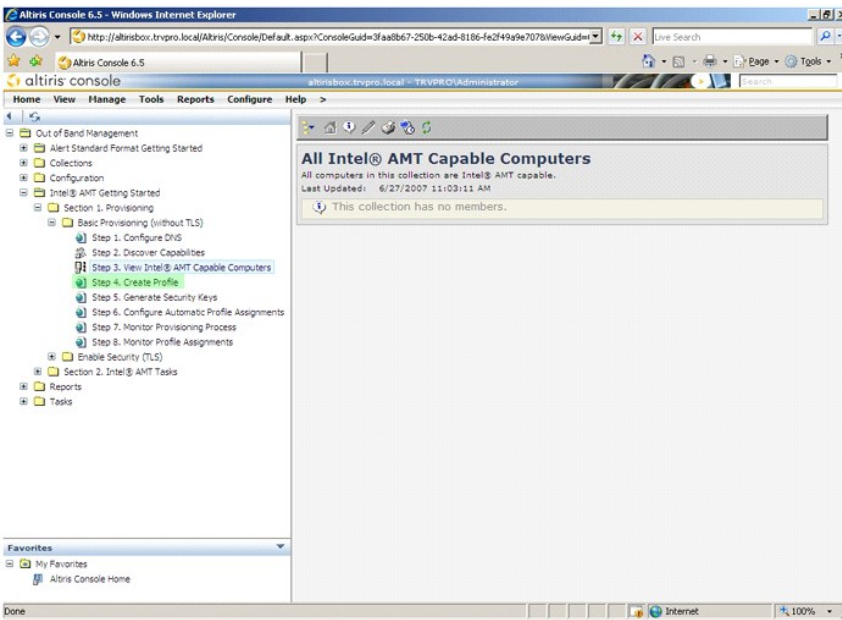 Altiris Console 6.5 - Windows Internet Explorer
http://altirisbox.trvpro.local/Altiris/Console/Default.aspx?ConsoleGuid=3faa8b67-250b-42ad-8186-fe2f49a9e707&ViewGuid=
Live Search
Altiris Console 6.5
Page
Tools
altiris console
altirisbox.trvpro.local - TRVPRO\Administrator
Search
Home View Manage Tools Reports Configure Help >
Out of Band Management
Alert Standard Format Getting Started
Collections
Configuration
Intel® AMT Getting Started
Section 1. Provisioning
Basic Provisioning (without TLS)
Step 1. Configure DNS
Step 2. Discover Capabilities
Step 3. View Intel® AMT Capable Computers
Step 4. Create Profile
Step 5. Generate Security Keys
Step 6. Configure Automatic Profile Assignments
Step 7. Monitor Provisioning Process
Step 8. Monitor Profile Assignments
Enable Security (TLS)
Section 2. Intel® AMT Tasks
Reports
Tasks
All Intel® AMT Capable Computers
All computers in this collection are Intel® AMT capable.
Last Updated: 6/27/2007 11:03:11 AM
This collection has no members.
Favorites
My Favorites
Altiris Console Home
Done
Internet
100%